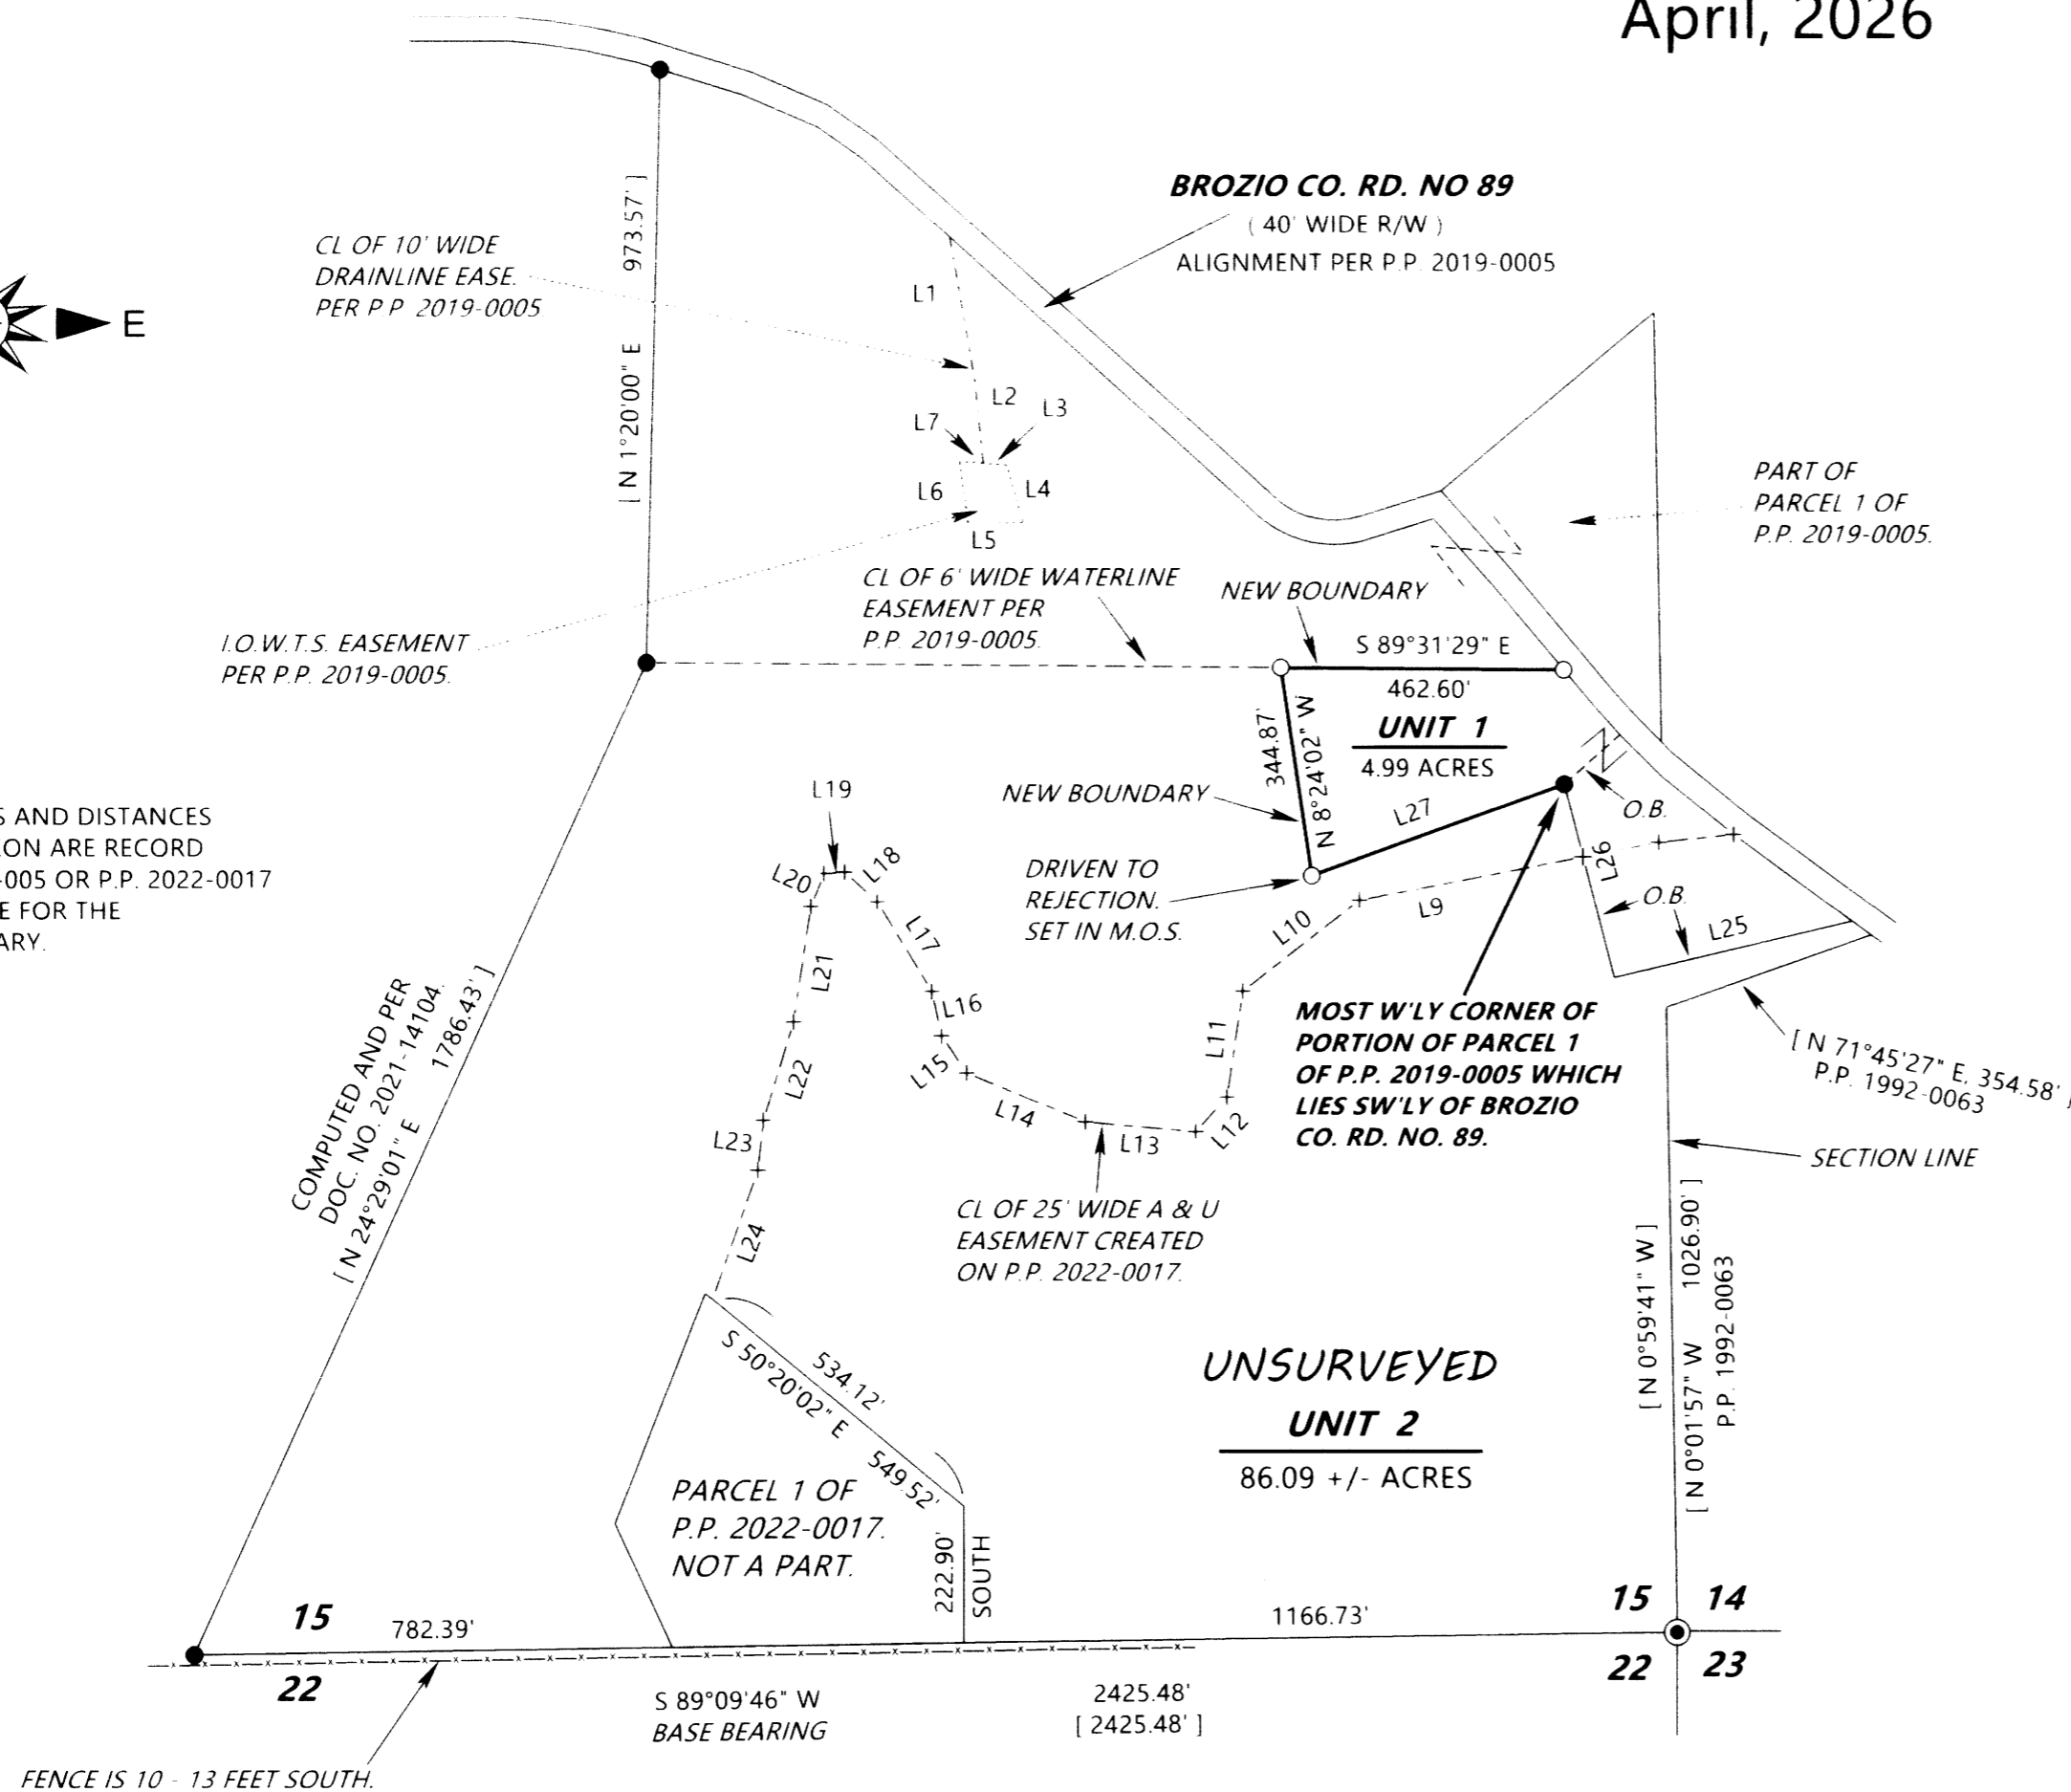 April, 2026
BROZIO CO. RD. NO 89
( 40' WIDE R/W )
ALIGNMENT PER P.P. 2019-0005
CL OF 10' WIDE
DRAINLINE EASE.
PER P.P. 2019-0005
[ N 1°20'00" E 973.57' ]
E
L1
L2
L3
L7
L6
L4
L5
PART OF
PARCEL 1 OF
P.P. 2019-0005.
CL OF 6' WIDE WATERLINE
EASEMENT PER
P.P. 2019-0005.
NEW BOUNDARY
I.O.W.T.S. EASEMENT
PER P.P. 2019-0005.
S 89°31'29" E
462.60'
UNIT 1
4.99 ACRES
344.87'
N 8°24'02" W
NEW BOUNDARY
L27
O.B.
L26
O.B.
L25
DRIVEN TO
REJECTION.
SET IN M.O.S.
S AND DISTANCES
ON ARE RECORD
-005 OR P.P. 2022-0017
E FOR THE
ARY.
L19
L18
L20
L17
L21
L16
L15
L22
L14
L23
L13
L12
L11
L10
L9
L24
MOST W'LY CORNER OF
PORTION OF PARCEL 1
OF P.P. 2019-0005 WHICH
LIES SW'LY OF BROZIO
CO. RD. NO. 89.
[ N 71°45'27" E, 354.58' ]
P.P. 1992-0063
SECTION LINE
COMPUTED AND PER
DOC. NO. 2021-14104.
[ N 24°29'01" E 1786.43' ]
CL OF 25' WIDE A & U
EASEMENT CREATED
ON P.P. 2022-0017.
[ N 0°59'41" W ]
[ N 0°01'57" W 1026.90' ]
P.P. 1992-0063
534.12'
S 50°20'02" E
549.52'
UNSURVEYED
UNIT 2
86.09 +/- ACRES
PARCEL 1 OF
P.P. 2022-0017.
NOT A PART.
222.90'
SOUTH
15
782.39'
1166.73'
15 14
22
22 23
S 89°09'46" W
BASE BEARING
2425.48'
[ 2425.48' ]
FENCE IS 10 - 13 FEET SOUTH.